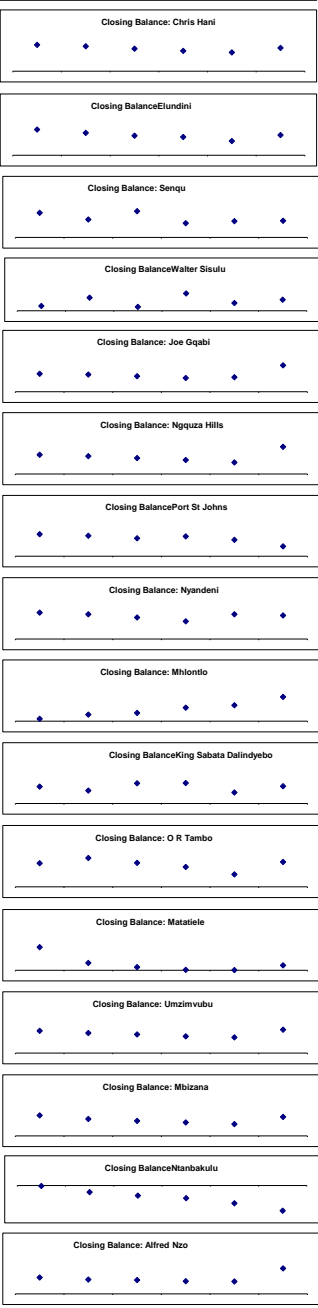 Closing Balance: Chris Hani
Closing BalanceElundini
Closing Balance: Senqu
Closing BalanceWalter Sisulu
Closing Balance: Joe Gqabi
Closing Balance: Ngquza Hills
Closing BalancePort St Johns
Closing Balance: Nyandeni
Closing Balance: Mhlontlo
Closing BalanceKing Sabata Dalindyebo
Closing Balance: O R Tambo
Closing Balance: Matatiele
Closing Balance: Umzimvubu
Closing Balance: Mbizana
Closing BalanceNtanbakulu
Closing Balance: Alfred Nzo